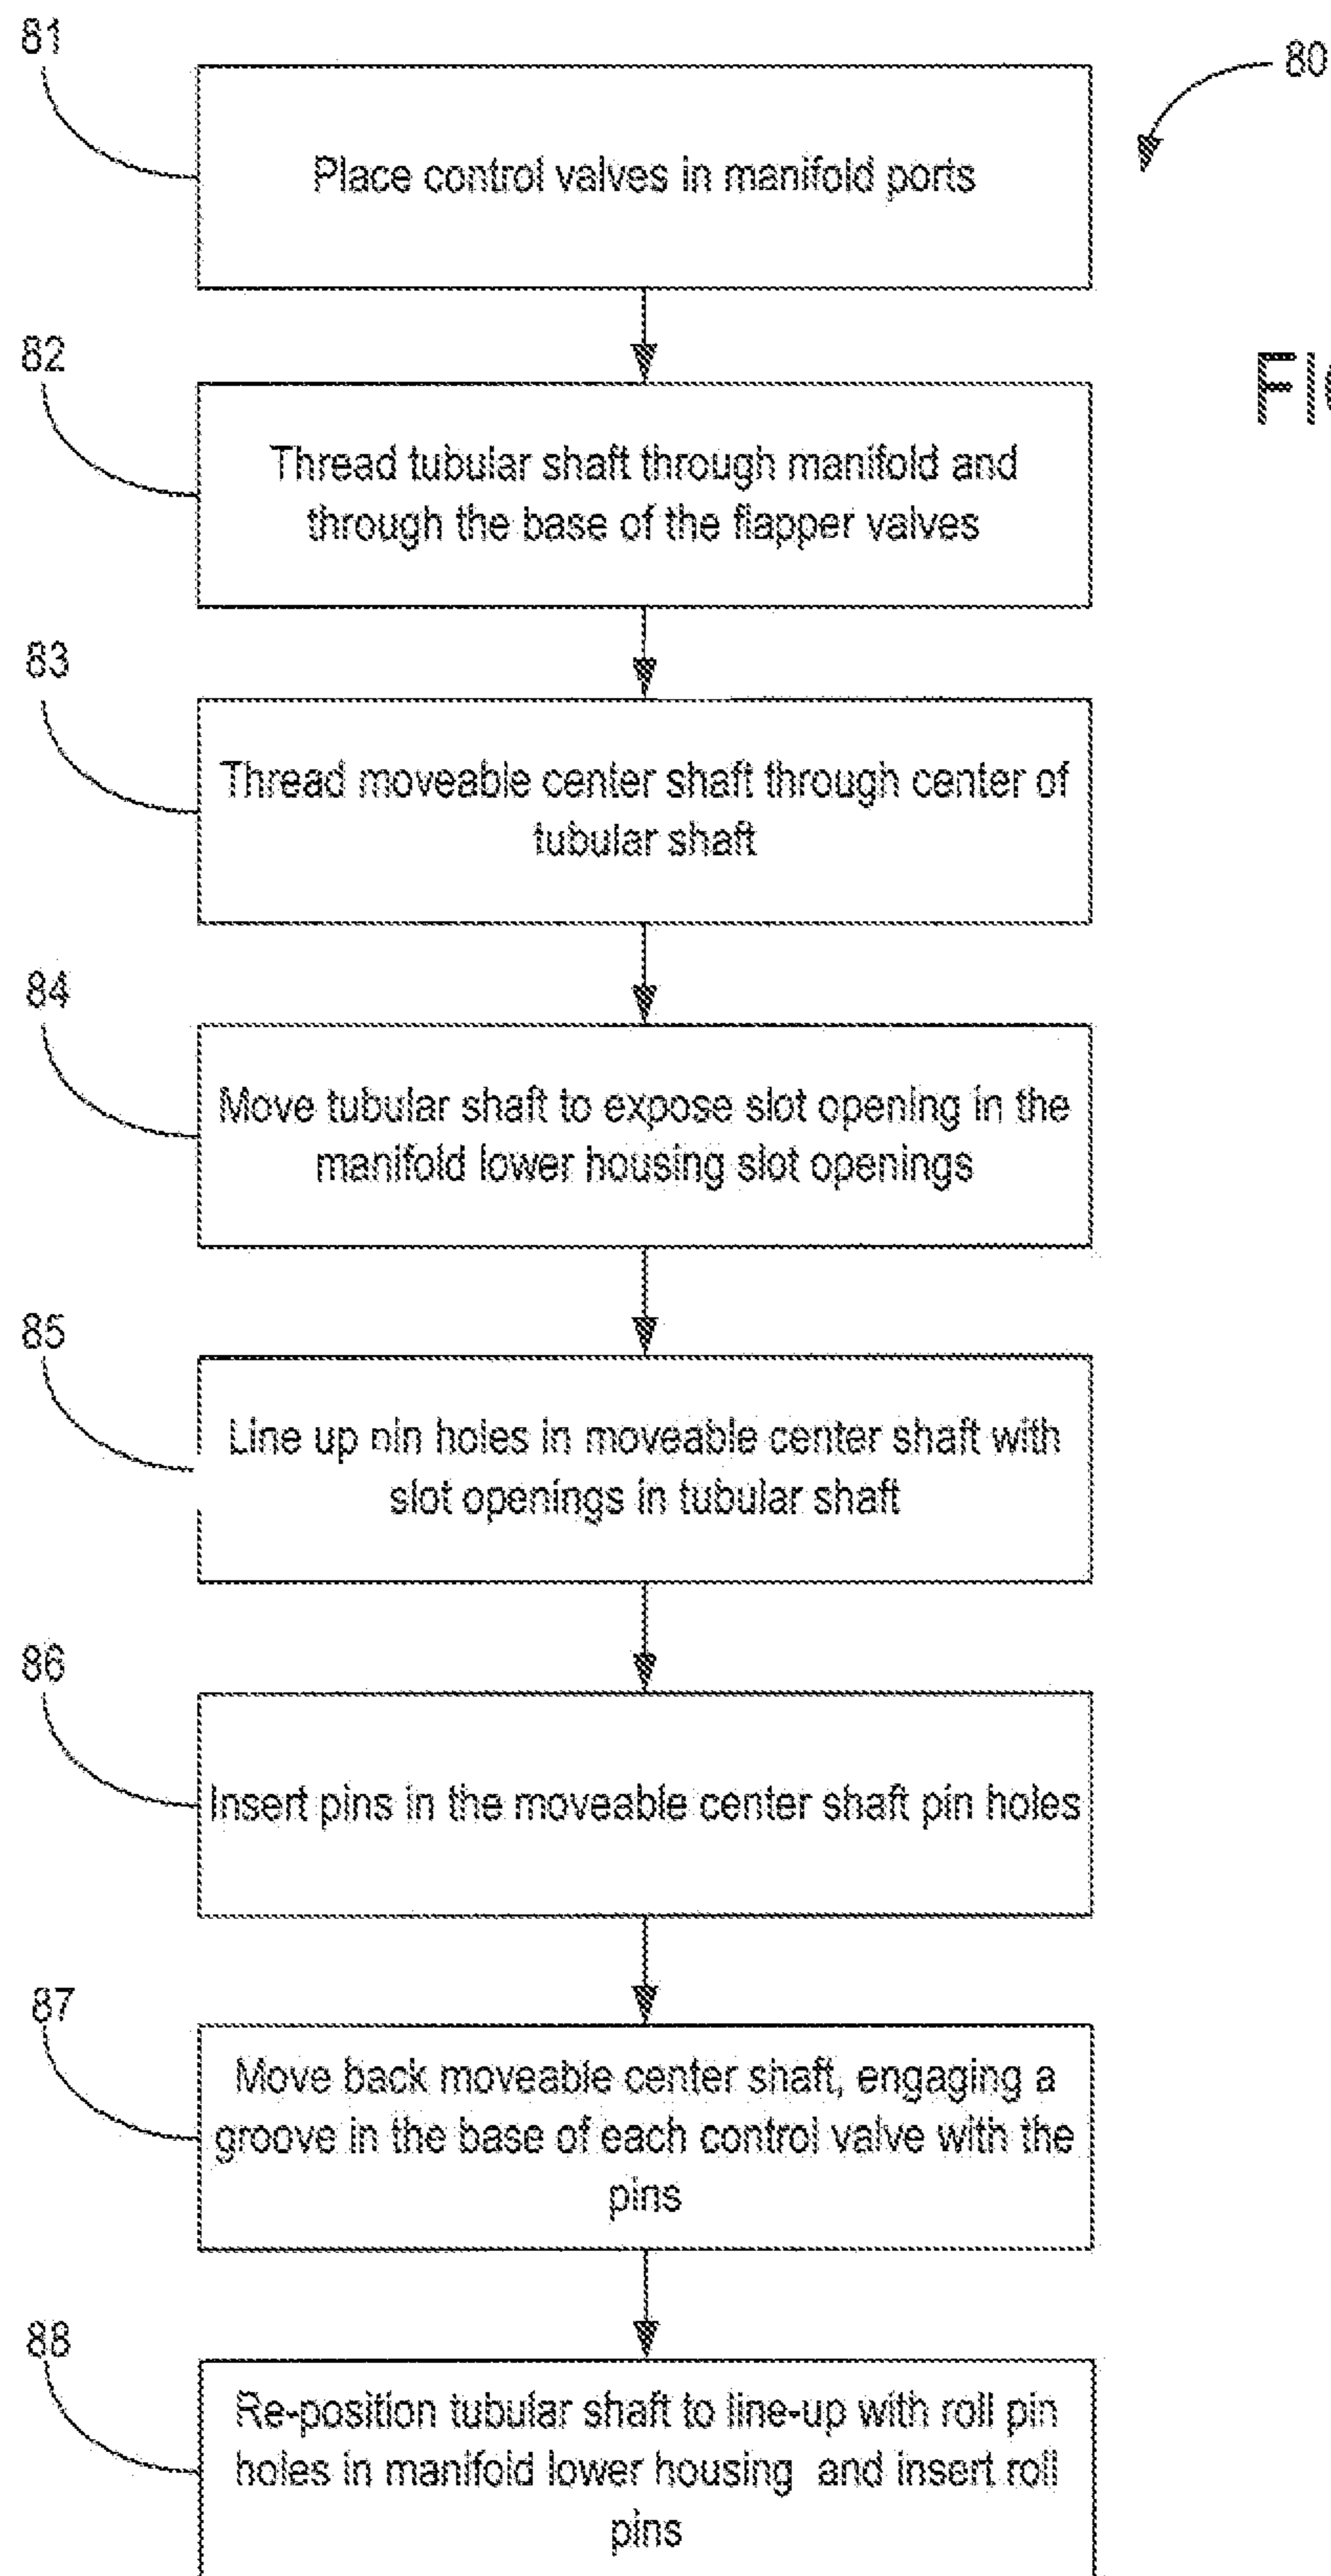 81
80
Place control valves in manifold ports
82
Thread tubular shaft through manifold and
through the base of the flapper valves
83
Thread moveable center shaft through center of
tubular shaft
84
Move tubular shaft to expose slot opening in the
manifold lower housing slot openings
85
Line up pin holes in moveable center shaft with
slot openings in tubular shaft
86
Insert pins in the moveable center shaft pin holes
87
Move back moveable center shaft, engaging a
groove in the base of each control valve with the
pins
88
Re-position tubular shaft to line-up with roll pin
holes in manifold lower housing and insert roll
pins